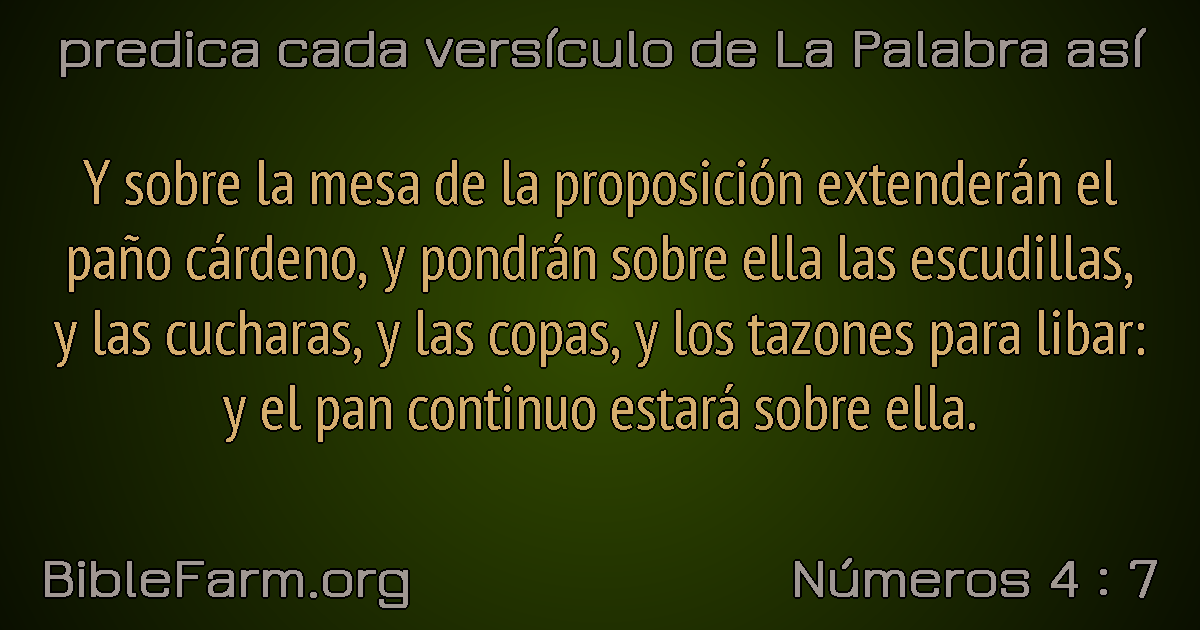 predica cada versículo de La Palabra así
Y sobre la mesa de la proposición extenderán el
paño cárdeno, y pondrán sobre ella las escudillas,
y las cucharas, y las copas, y los tazones para libar:
y el pan continuo estará sobre ella.
BibleFarm.org
Números 4 : 7